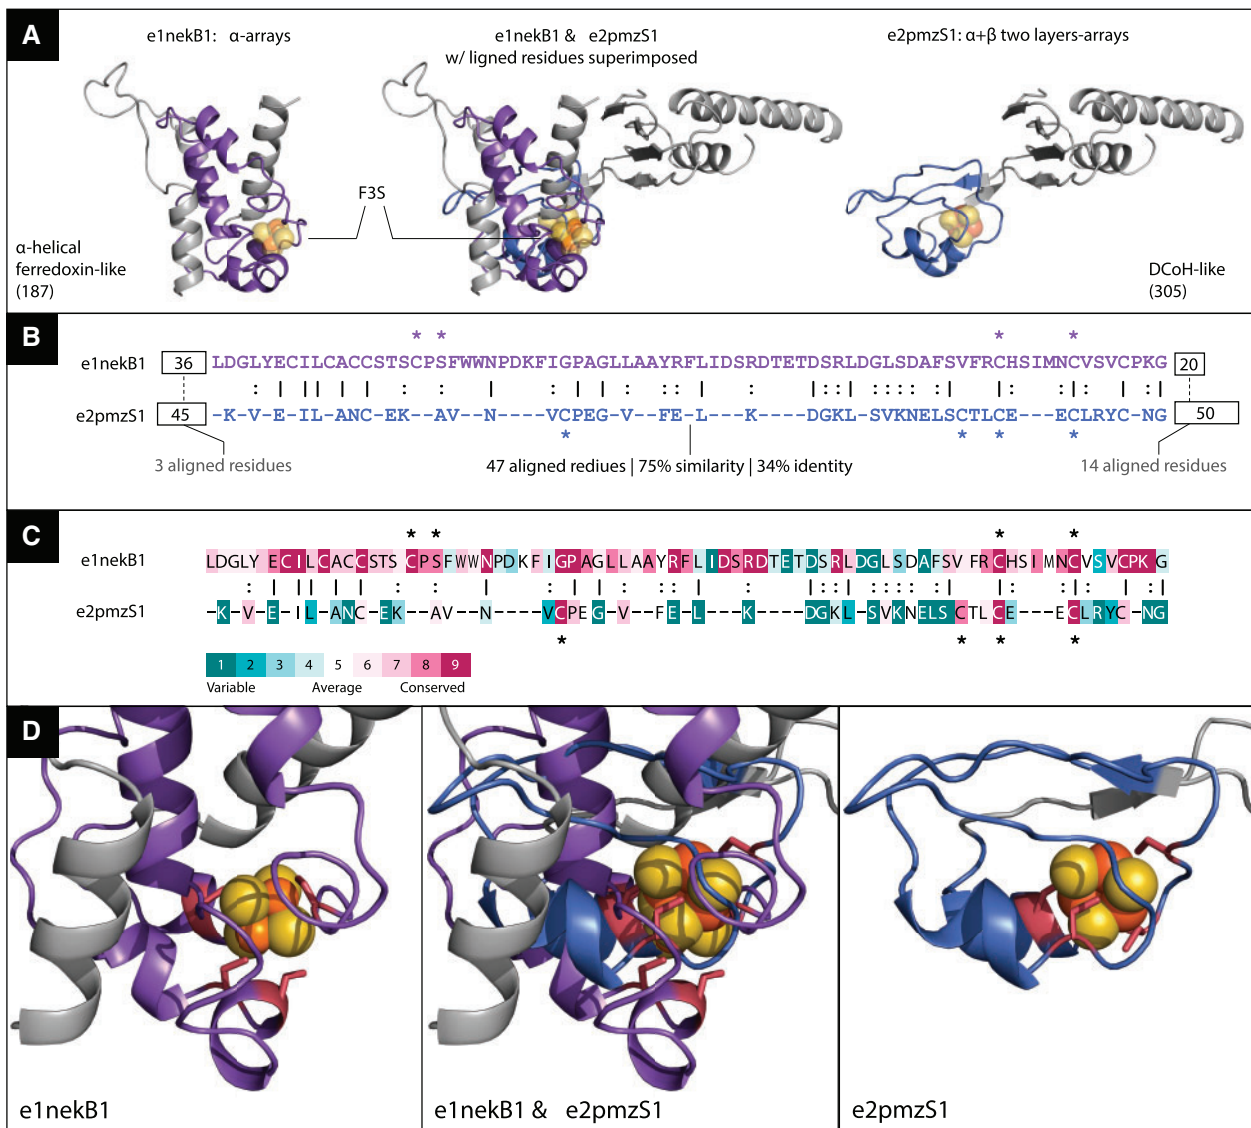 A
e1nekB1: α-arrays
e1nekB1 & e2pmzS1
w/ ligned residues superimposed
e2pmzS1: α+β two layers-arrays
F3S
α-helical
ferredoxin-like
(187)
DCoH-like
(305)
B
* * * *
e1nekB1 36 LDGLYECILCACCSTSCPSFWWNPDKFIGPAGLLAAYRFLIDSRDTETDSRLDGLSDAFSVFRCHSIMNCVSVCPKG 20
: | | | | | : : | : | : : : | : : : | : : : : : : : | : | | : |
e2pmzS1 45 -K-V-E-IL-ANC-EK--AV--N----VCPEG-V--FE-L---K----DGKL-SVKNELSCTLCE---ECLRYC-NG 50
* * * *
3 aligned residues
47 aligned rediues | 75% similarity | 34% identity
14 aligned residues
C
* * * *
e1nekB1 LDGLYECILCACCSTSCPSFWWNPDKFIGPAGLLAAYRFLIDSRDTETDSRLDGLSDAFSVFRCHSIMNCVSVCPKG
: | | | | | : : | : | : : : | : : : | : : : : : : : | : | | : |
e2pmzS1 -K-V-E-IL-ANC-EK--AV--N----VCPEG-V--FE-L---K----DGKL-SVKNELSCTLCE---ECLRYC-NG
* * * *
1 2 3 4 5 6 7 8 9
Variable Average Conserved
D
e1nekB1
e1nekB1 & e2pmzS1
e2pmzS1